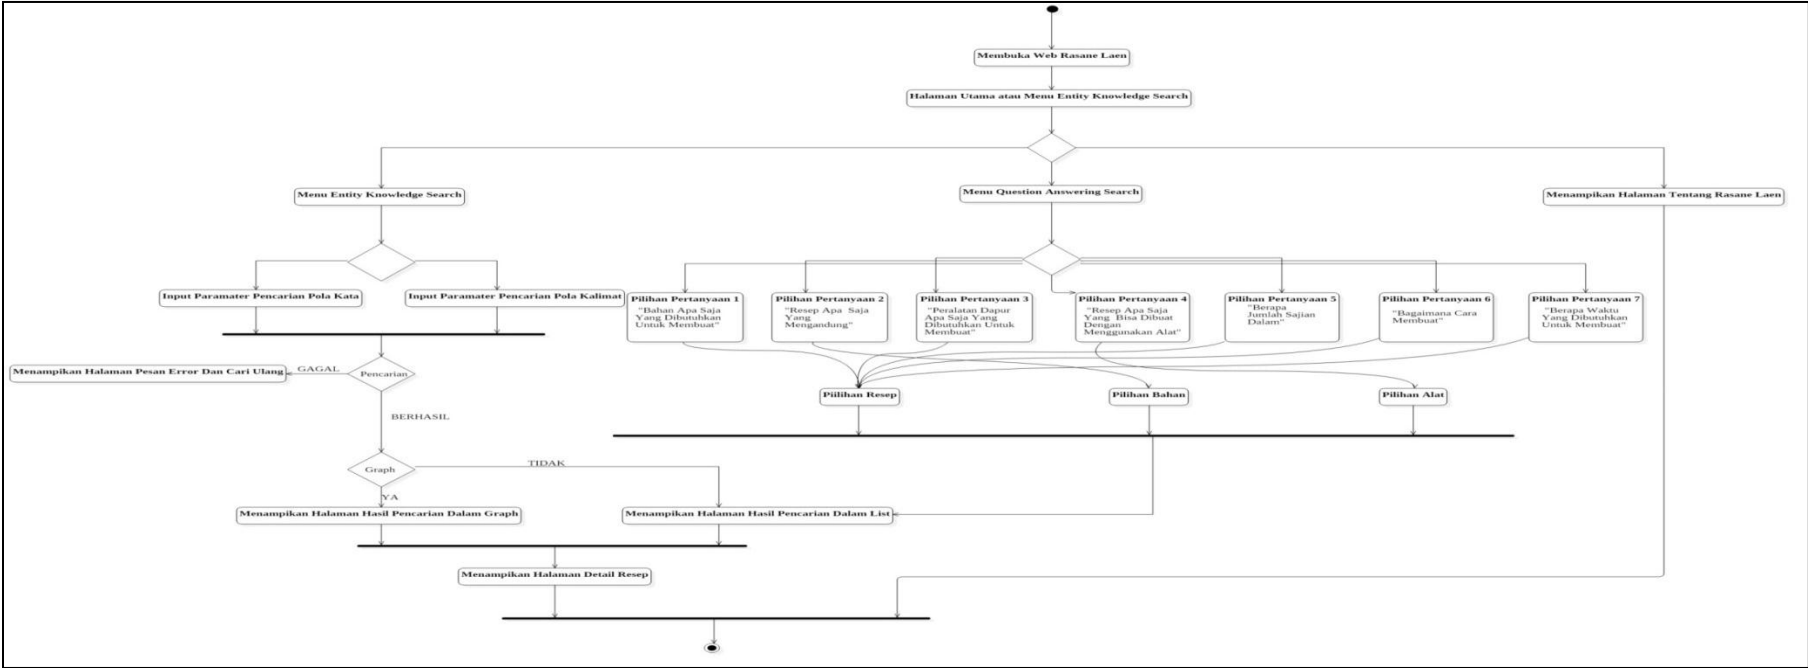 Membuka Web Rasane Laen
Halaman Utama atau Menu Entity Knowledge Search
Menu Entity Knowledge Search
Menu Question Answering Search
Menampikan Halaman Tentang Rasane Laen
Input Paramater Pencarian Pola Kata
Input Paramater Pencarian Pola Kalimat
Pilihan Pertanyaan 1
"Bahan Apa Saja
Yang Dibutuhkan
Untuk Membuat"
Pilihan Pertanyaan 2
"Resep Apa Saja
Yang
Mengandung"
Pilihan Pertanyaan 3
"Peralatan Dapur
Apa Saja Yang
Dibutuhkan Untuk
Membuat"
Pilihan Pertanyaan 4
"Resep Apa Saja
Yang Bisa Dibuat
Dengan
Menggunakan Alat"
Pilihan Pertanyaan 5
"Berapa
Jumlah Sajian
Dalam"
Pilihan Pertanyaan 6
"Bagaimana Cara
Membuat"
Pilihan Pertanyaan 7
"Berapa Waktu
Yang Dibutuhkan
Untuk Membuat"
Menampikan Halaman Pesan Error Dan Cari Ulang
GAGAL
Pencarian
BERHASIL
Piilihan Resep
Pilihan Bahan
Pilihan Alat
Graph
TIDAK
YA
Menampikan Halaman Hasil Pencarian Dalam Graph
Menampikan Halaman Hasil Pencarian Dalam List
Menampikan Halaman Detail Resep